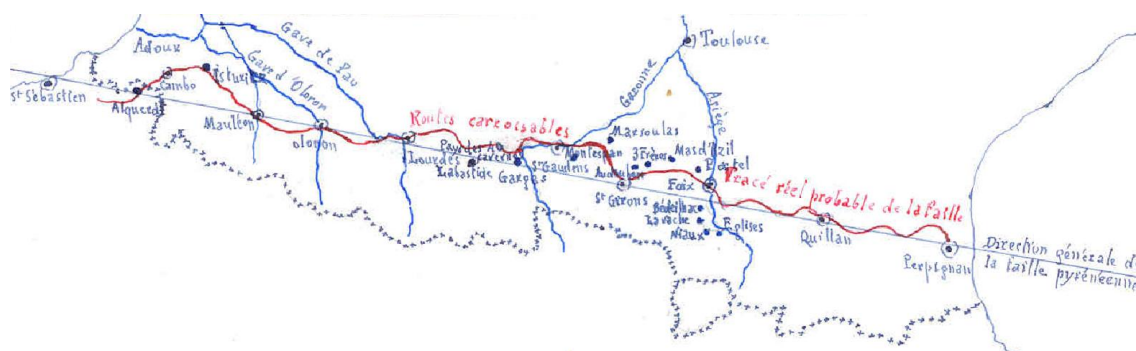 Adoux
Gave de Pau
Gave d'Oloron
Toulouse
Garonne
Ariège
St Sébastien
Cambo
Isturitz
Alquerdi
Mauléon
Oloron
Routes carrossables
Lourdes
Labastide
Gargas
St Gaudens
Montespan
Marsoulas
3 Frères
Mas d'Azil
Portel
St Girons
Foix
Tracé réel probable de la faille
Bédeilhac
Lavache
Niaux
Eglises
Quillan
Perpignan
Direction générale de
la faille pyrénéenne